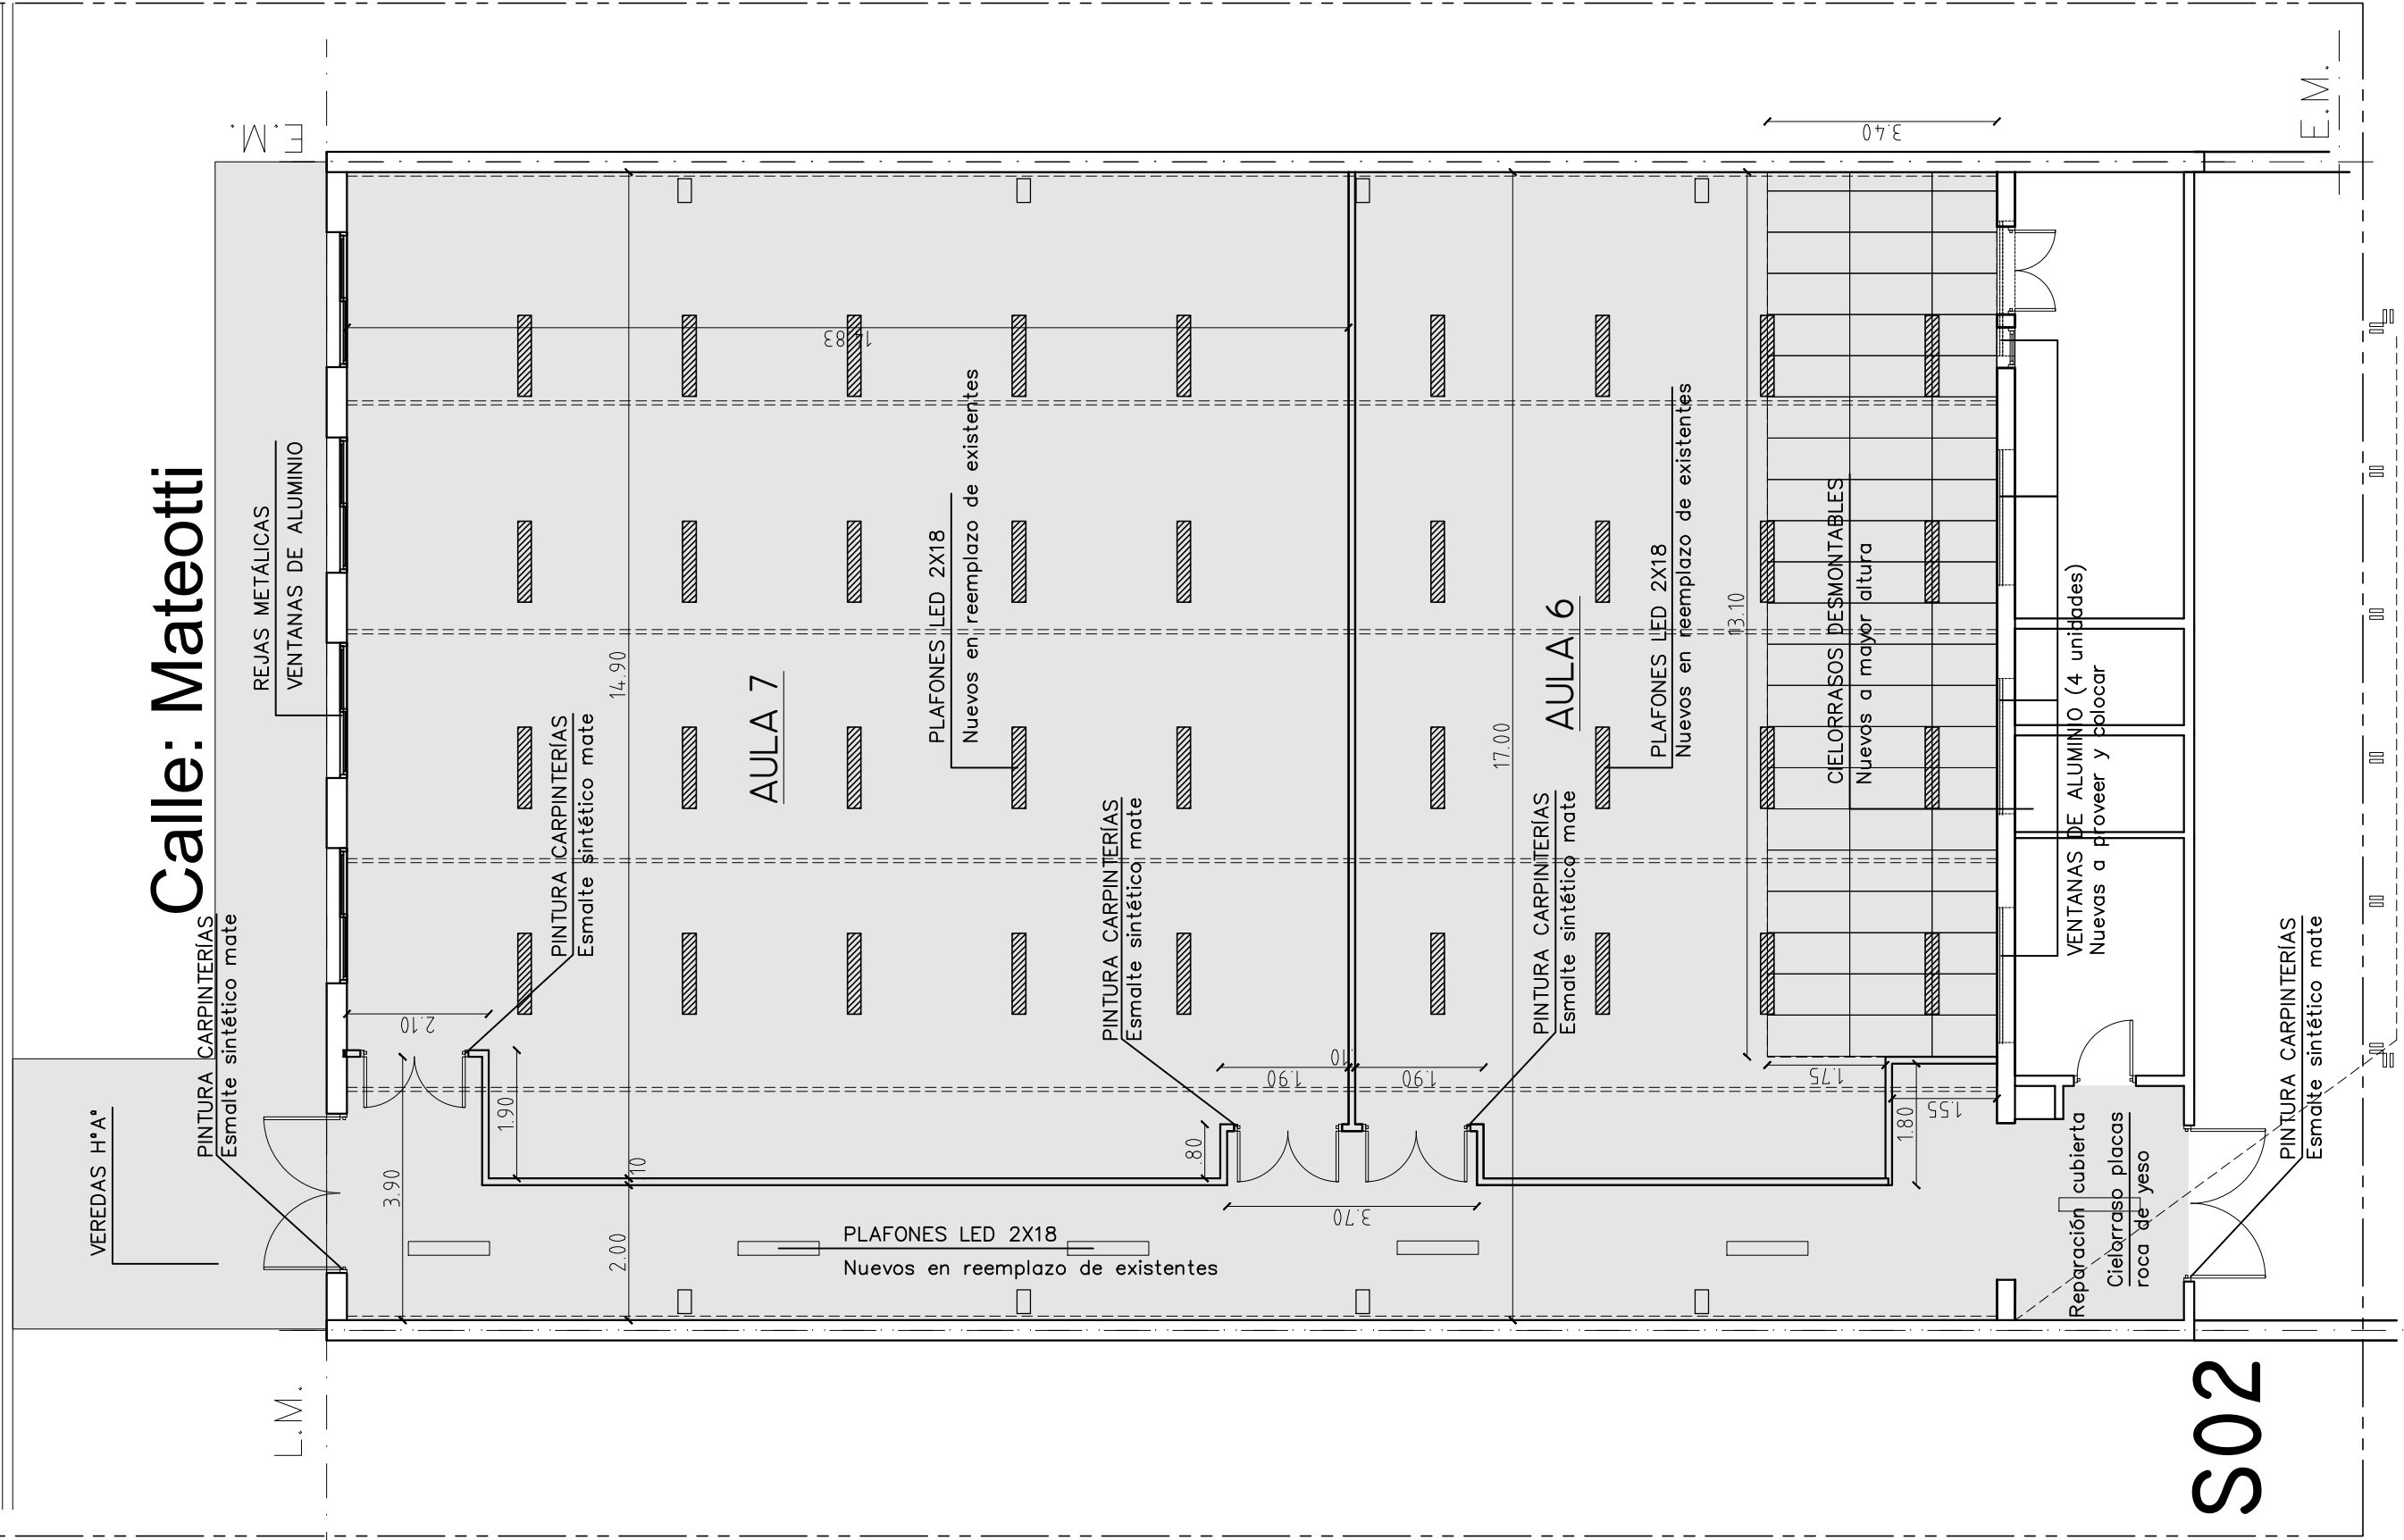 Calle: Mateotti
E.M.
E.M.
L.M.
REJAS METÁLICAS
VENTANAS DE ALUMINIO
PINTURA CARPINTERÍAS
Esmalte sintético mate
VEREDAS HºAº
PINTURA CARPINTERÍAS
Esmalte sintético mate
AULA 7
PLAFONES LED 2X18
Nuevos en reemplazo de existentes
PINTURA CARPINTERÍAS
Esmalte sintético mate
PLAFONES LED 2X18
Nuevos en reemplazo de existentes
AULA 6
PLAFONES LED 2X18
Nuevos en reemplazo de existentes
PINTURA CARPINTERÍAS
Esmalte sintético mate
CIELORRASOS DESMONTABLES
Nuevos a mayor altura
VENTANAS DE ALUMINIO (4 unidades)
Nuevas a proveer y colocar
Reparación cubierta
Cielorraso placas
roca de yeso
PINTURA CARPINTERÍAS
Esmalte sintético mate
S02
14.83
14.90
17.00
13.10
3.40
2.10
1.90
3.90
.10
2.00
.80
1.90
.10
1.90
3.70
1.75
1.80
1.55